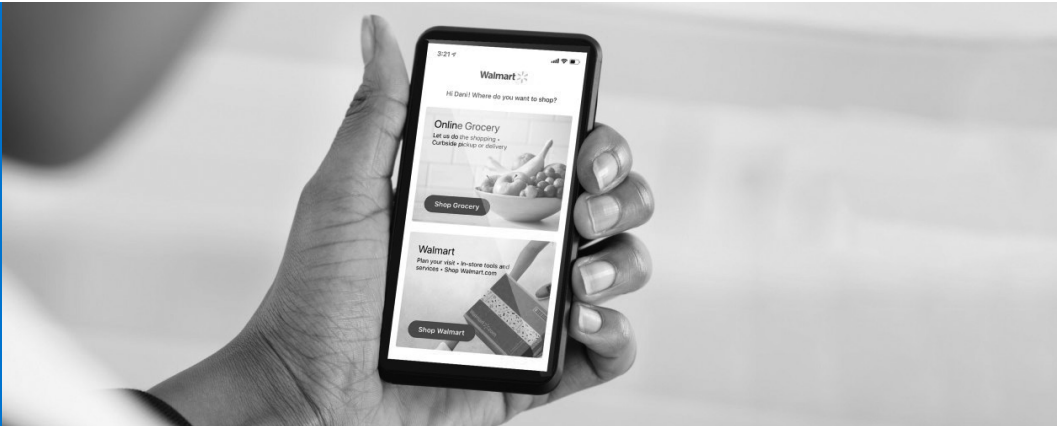 3:21
Walmart
Hi Dani! Where do you want to shop?
Online Grocery
Let us do the shopping •
Curbside pickup or delivery
Shop Grocery
Walmart
Plan your visit • In-store tools and
services • Shop Walmart.com
Shop Walmart